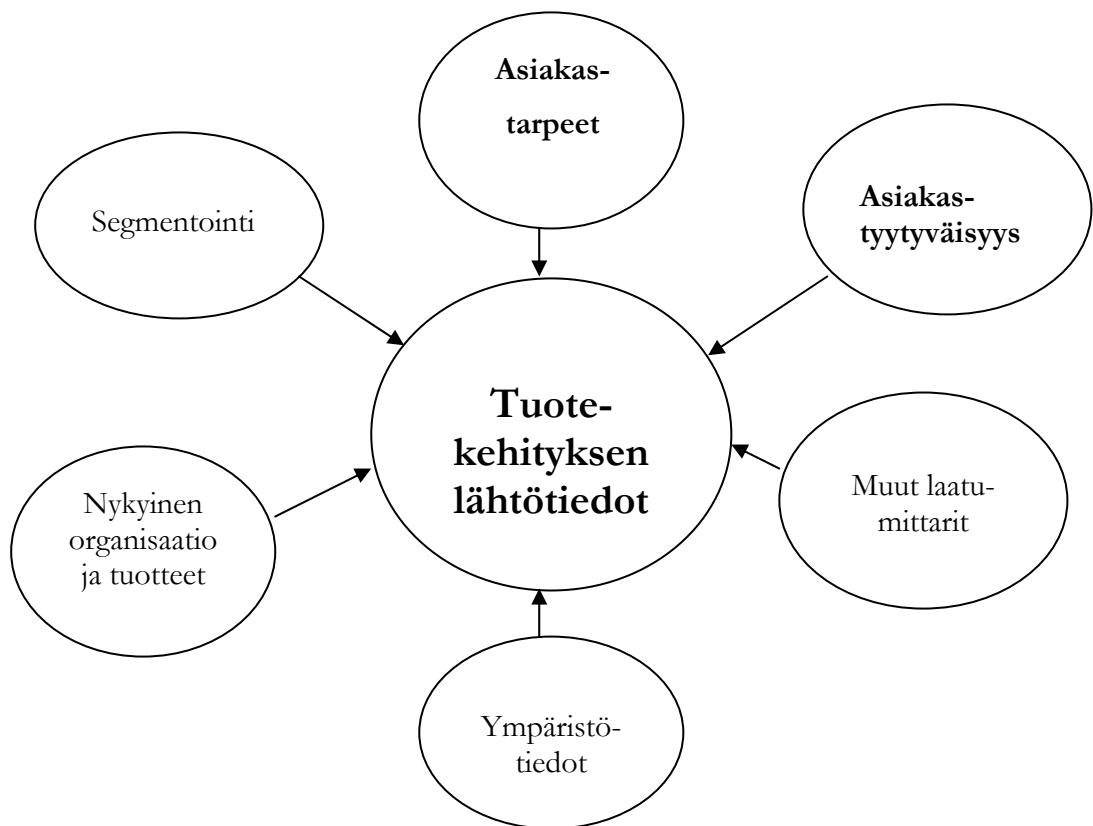 Asiakas-
tarpeet
Segmentointi
Asiakas-
tyytyväisyys
Tuote-
kehityksen
lähtötiedot
Nykyinen
organisaatio
ja tuotteet
Muut laatu-
mittarit
Ympäristö-
tiedot